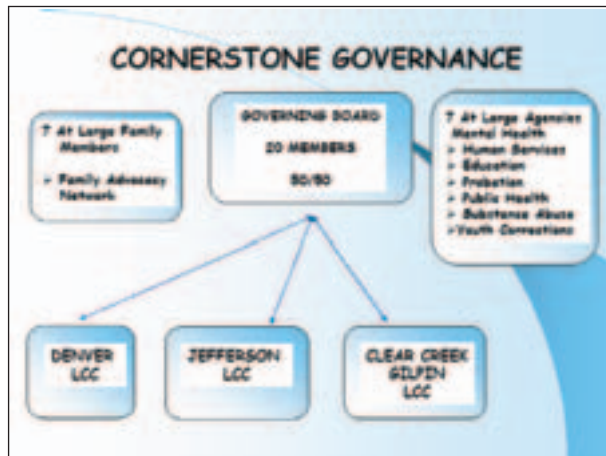 CORNERSTONE GOVERNANCE
7 At Large Family
Members
➢ Family Advocacy
Network
GOVERNING BOARD
20 MEMBERS
50/50
7 At Large Agencies
Mental Health
➢ Human Services
➢ Education
➢ Probation
➢ Public Health
➢ Substance Abuse
➢Youth Corrections
DENVER
LCC
JEFFERSON
LCC
CLEAR CREEK
GILPIN
LCC